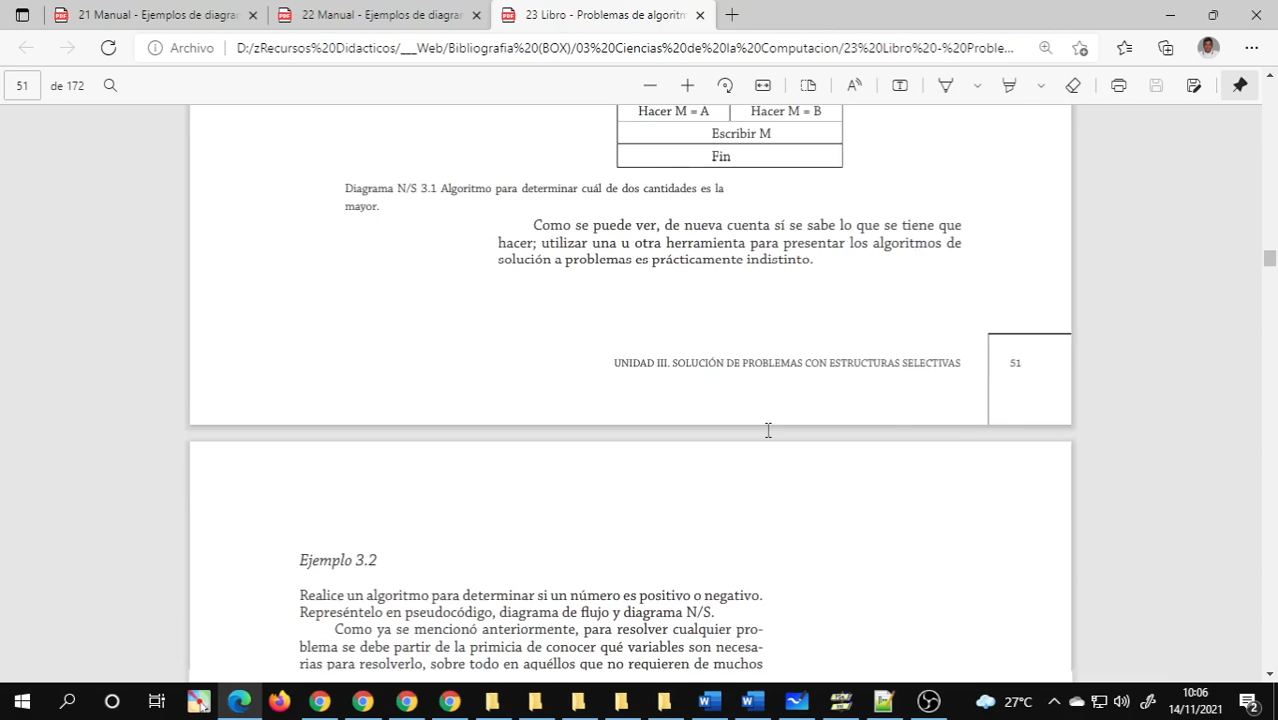 21 Manual - Ejemplos de diagra
22 Manual - Ejemplos de diagra
23 Libro - Problemas de algoritm
Archivo
D:/zRecursos%20Didacticos/___Web/Bibliografia%20(BOX)/03%20Ciencias%20de%20la%20Computacion/23%20Libro%20-%20Proble...
51 de 172
Hacer M = A
Hacer M = B
Escribir M
Fin
Diagrama N/S 3.1 Algoritmo para determinar cuál de dos cantidades es la
mayor.
Como se puede ver, de nueva cuenta sí se sabe lo que se tiene que
hacer; utilizar una u otra herramienta para presentar los algoritmos de
solución a problemas es prácticamente indistinto.
UNIDAD III. SOLUCIÓN DE PROBLEMAS CON ESTRUCTURAS SELECTIVAS
51
Ejemplo 3.2
Realice un algoritmo para determinar si un número es positivo o negativo.
Represéntelo en pseudocódigo, diagrama de flujo y diagrama N/S.
Como ya se mencionó anteriormente, para resolver cualquier pro-
blema se debe partir de la primicia de conocer qué variables son necesa-
rias para resolverlo, sobre todo en aquéllos que no requieren de muchos
27°C
10:06
14/11/2021
2